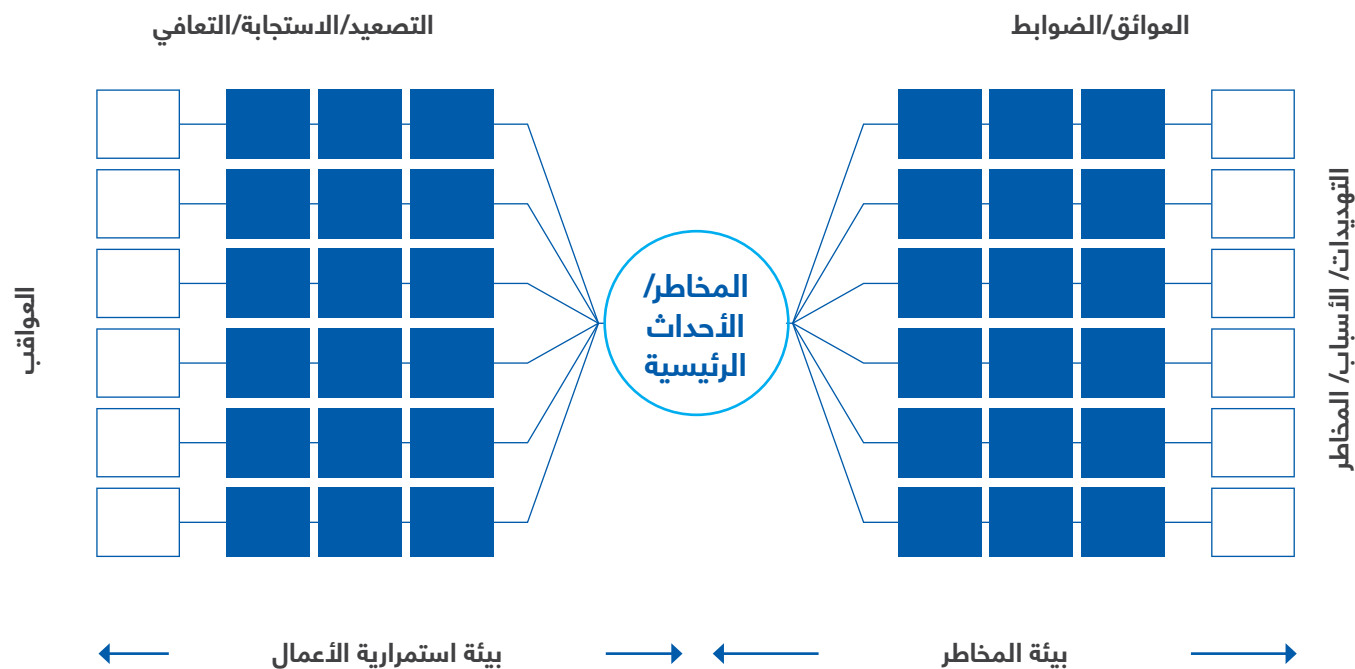 العوائق/الضوابط
التصعيد/الاستجابة/التعافي
التهديدات/ الأسباب/ المخاطر
المخاطر/
الأحداث
الرئيسية
العواقب
بيئة المخاطر
بيئة استمرارية الأعمال